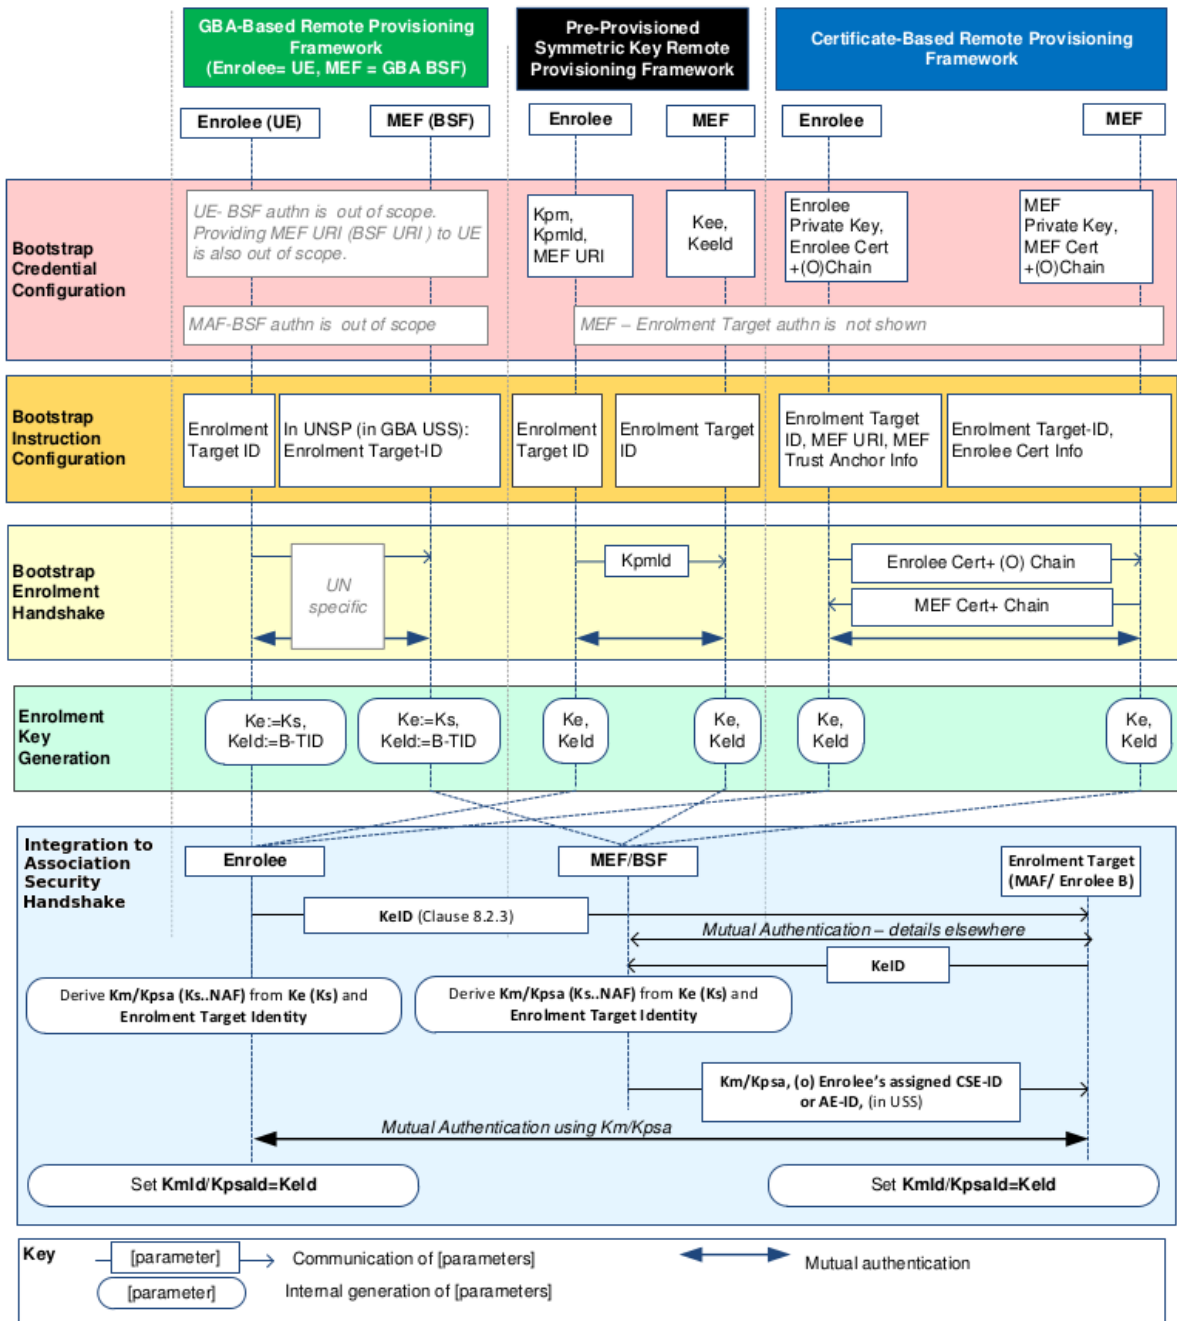 GBA-Based Remote Provisioning
Framework
(Enrolee= UE, MEF = GBA BSF)
Pre-Provisioned
Symmetric Key Remote
Provisioning Framework
Certificate-Based Remote Provisioning
Framework
Enrolee (UE)
MEF (BSF)
Enrolee
MEF
Enrolee
MEF
Bootstrap
Credential
Configuration
UE- BSF authn is out of scope.
Providing MEF URI (BSF URI ) to UE
is also out of scope.
Kpm,
KpmId,
MEF URI
Kee,
KeeId
Enrolee
Private Key,
Enrolee Cert
+(O)Chain
MEF
Private Key,
MEF Cert
+(O)Chain
MAF-BSF authn is out of scope
MEF – Enrolment Target authn is not shown
Bootstrap
Instruction
Configuration
Enrolment
Target ID
In UNSP (in GBA USS):
Enrolment Target-ID
Enrolment
Target ID
Enrolment Target
ID
Enrolment Target
ID, MEF URI, MEF
Trust Anchor Info
Enrolment Target-ID,
Enrolee Cert Info
Bootstrap
Enrolment
Handshake
UN
specific
KpmId
Enrolee Cert+ (O) Chain
MEF Cert+ Chain
Enrolment
Key
Generation
Ke:=Ks,
KeId:=B-TID
Ke:=Ks,
KeId:=B-TID
Ke,
KeId
Ke,
KeId
Ke,
KeId
Ke,
KeId
Integration to
Association
Security
Handshake
Enrolee
MEF/BSF
Enrolment Target
(MAF/ Enrolee B)
KeID (Clause 8.2.3)
Mutual Authentication – details elsewhere
KeID
Derive Km/Kpsa (Ks..NAF) from Ke (Ks) and
Enrolment Target Identity
Derive Km/Kpsa (Ks..NAF) from Ke (Ks) and
Enrolment Target Identity
Km/Kpsa, (o) Enrolee's assigned CSE-ID
or AE-ID, (in USS)
Mutual Authentication using Km/Kpsa
Set KmId/KpsaId=KeId
Set KmId/KpsaId=KeId
Key
[parameter]
Communication of [parameters]
Mutual authentication
[parameter]
Internal generation of [parameters]